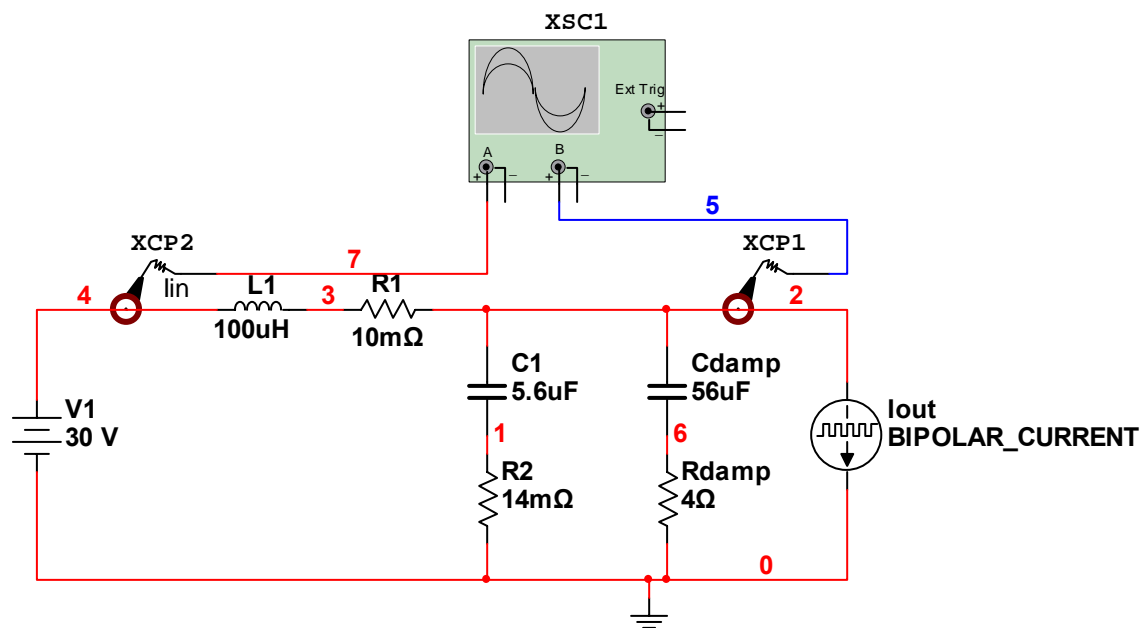 XSC1
Ext Trig
+
_
A
B
+
_
+
_
5
XCP2
XCP1
7
4
Iin
L1
3
R1
2
100uH
10mΩ
C1
5.6uF
Cdamp
56uF
V1
30 V
Iout
BIPOLAR_CURRENT
1
6
R2
14mΩ
Rdamp
4Ω
0